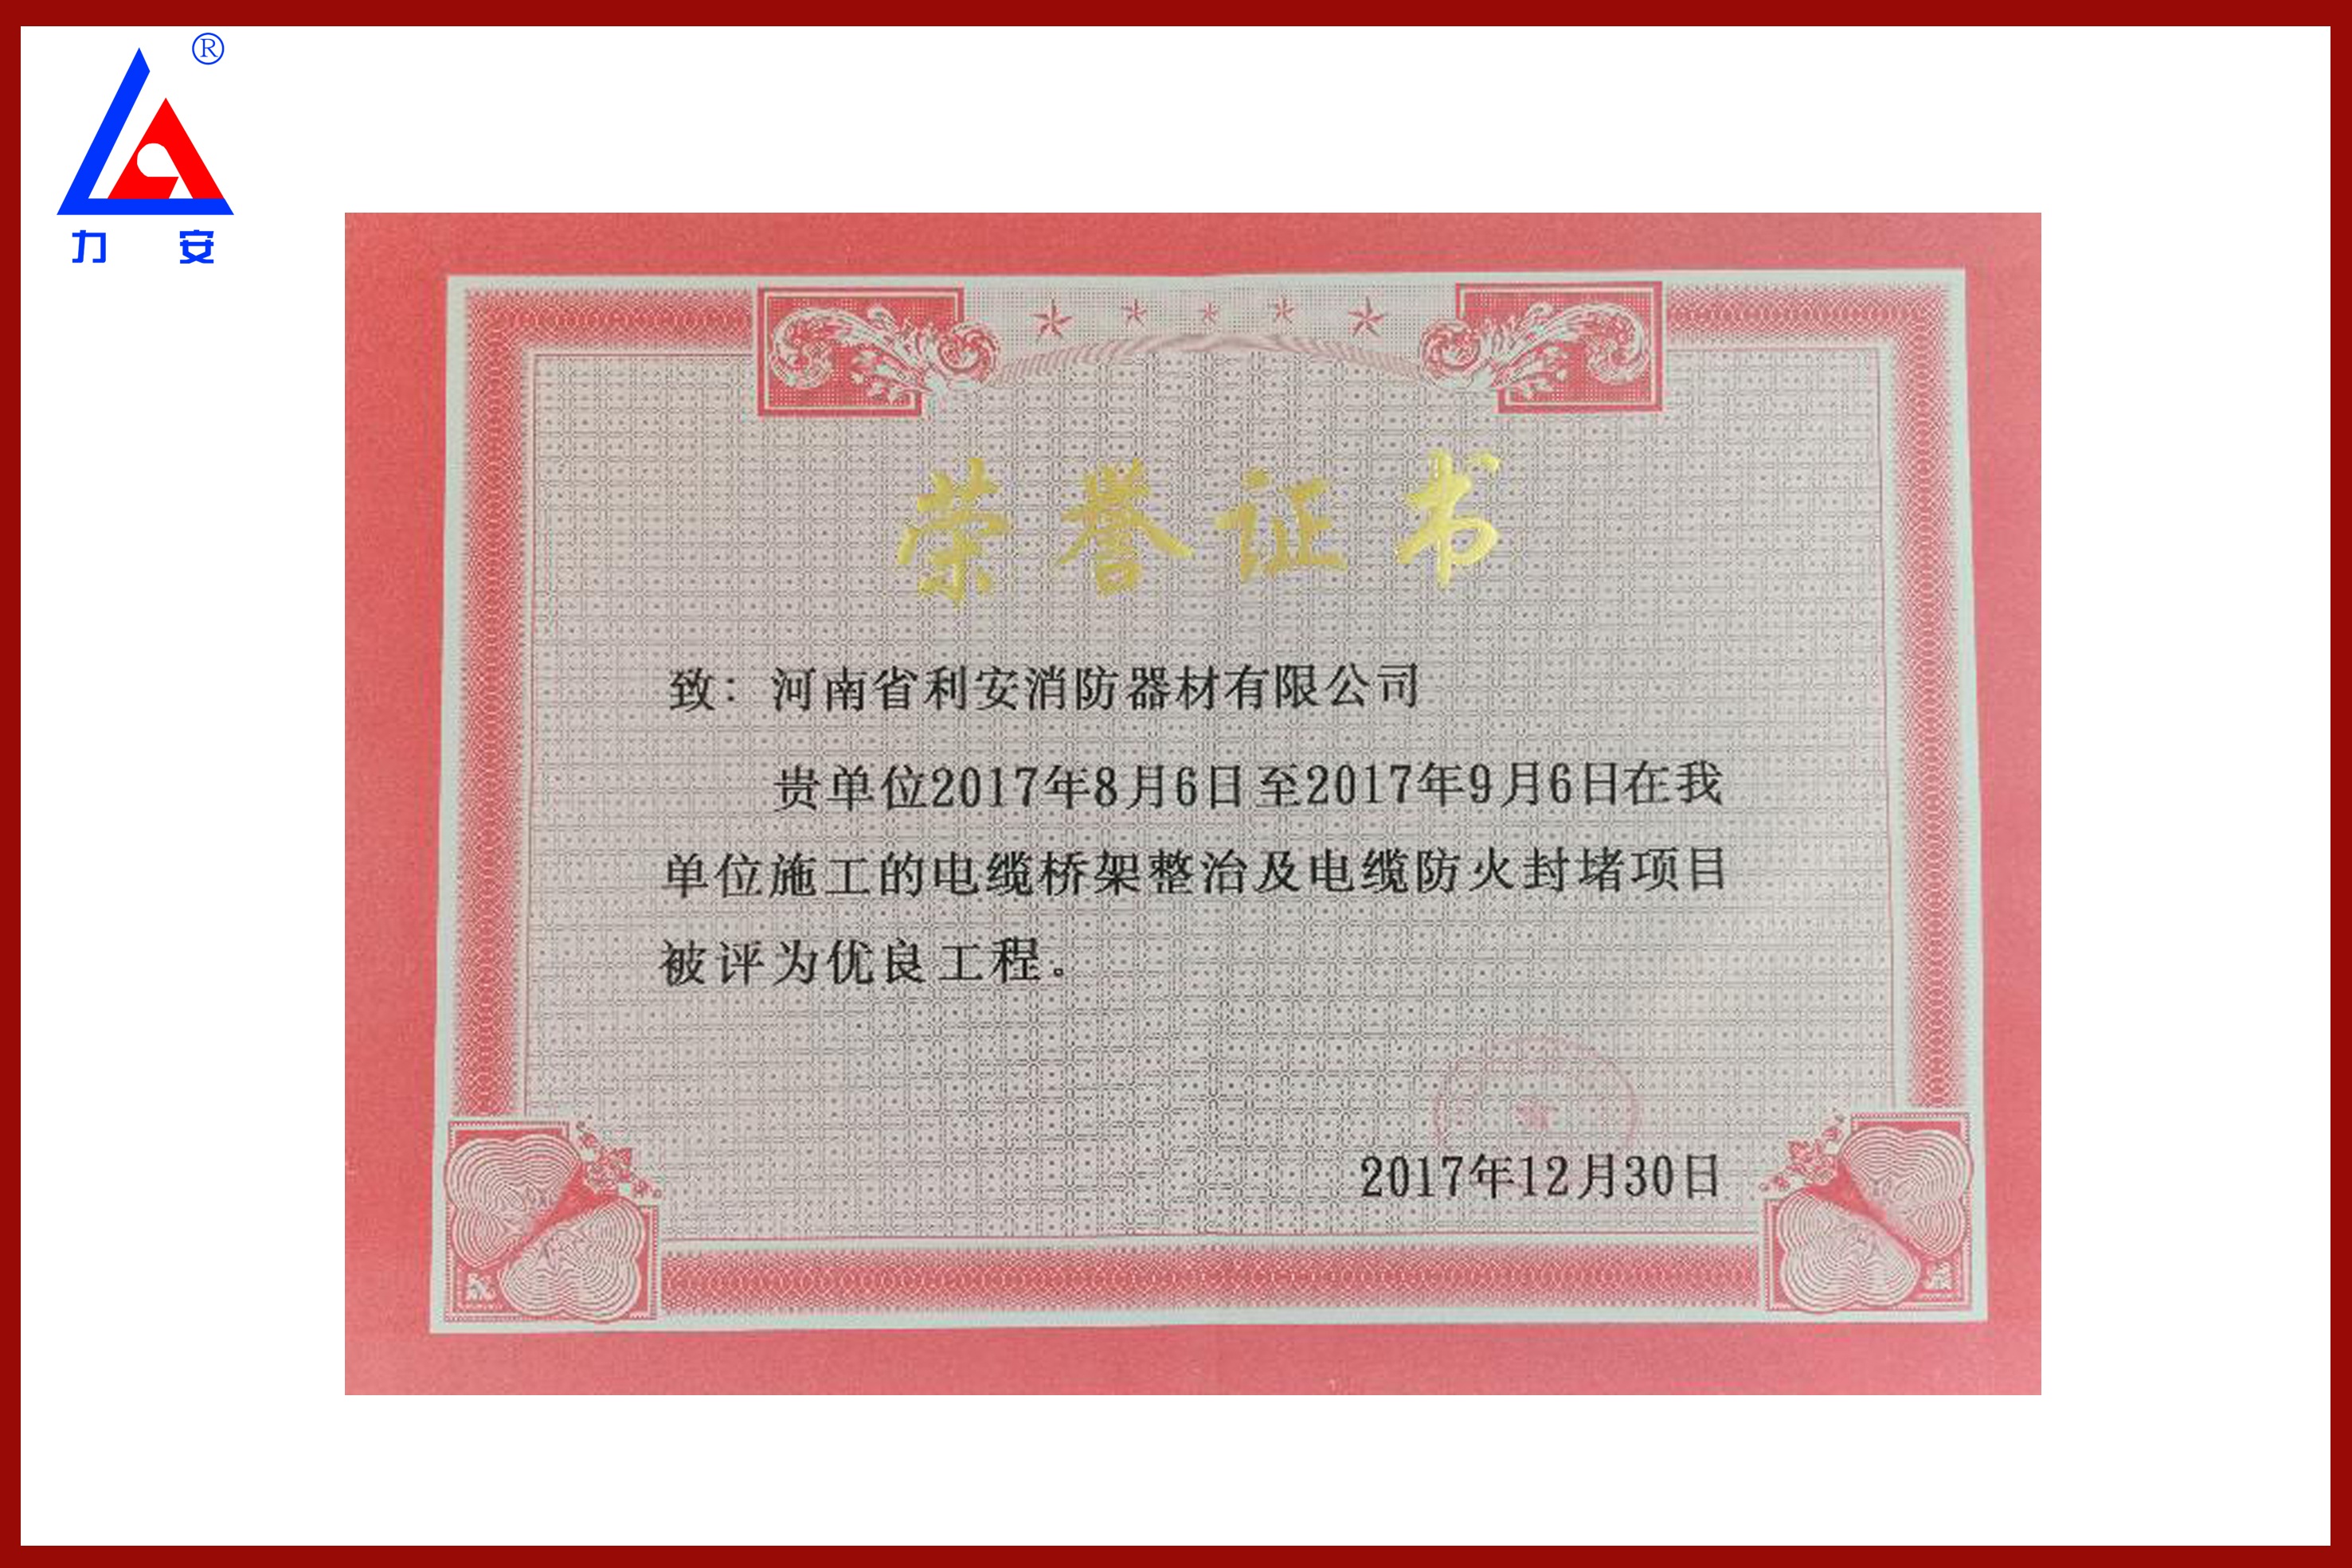 ®
力安
荣誉证书
致：河南省利安消防器材有限公司
贵单位2017年8月6日至2017年9月6日在我
单位施工的电缆桥架整治及电缆防火封堵项目
被评为优良工程。
2017年12月30日